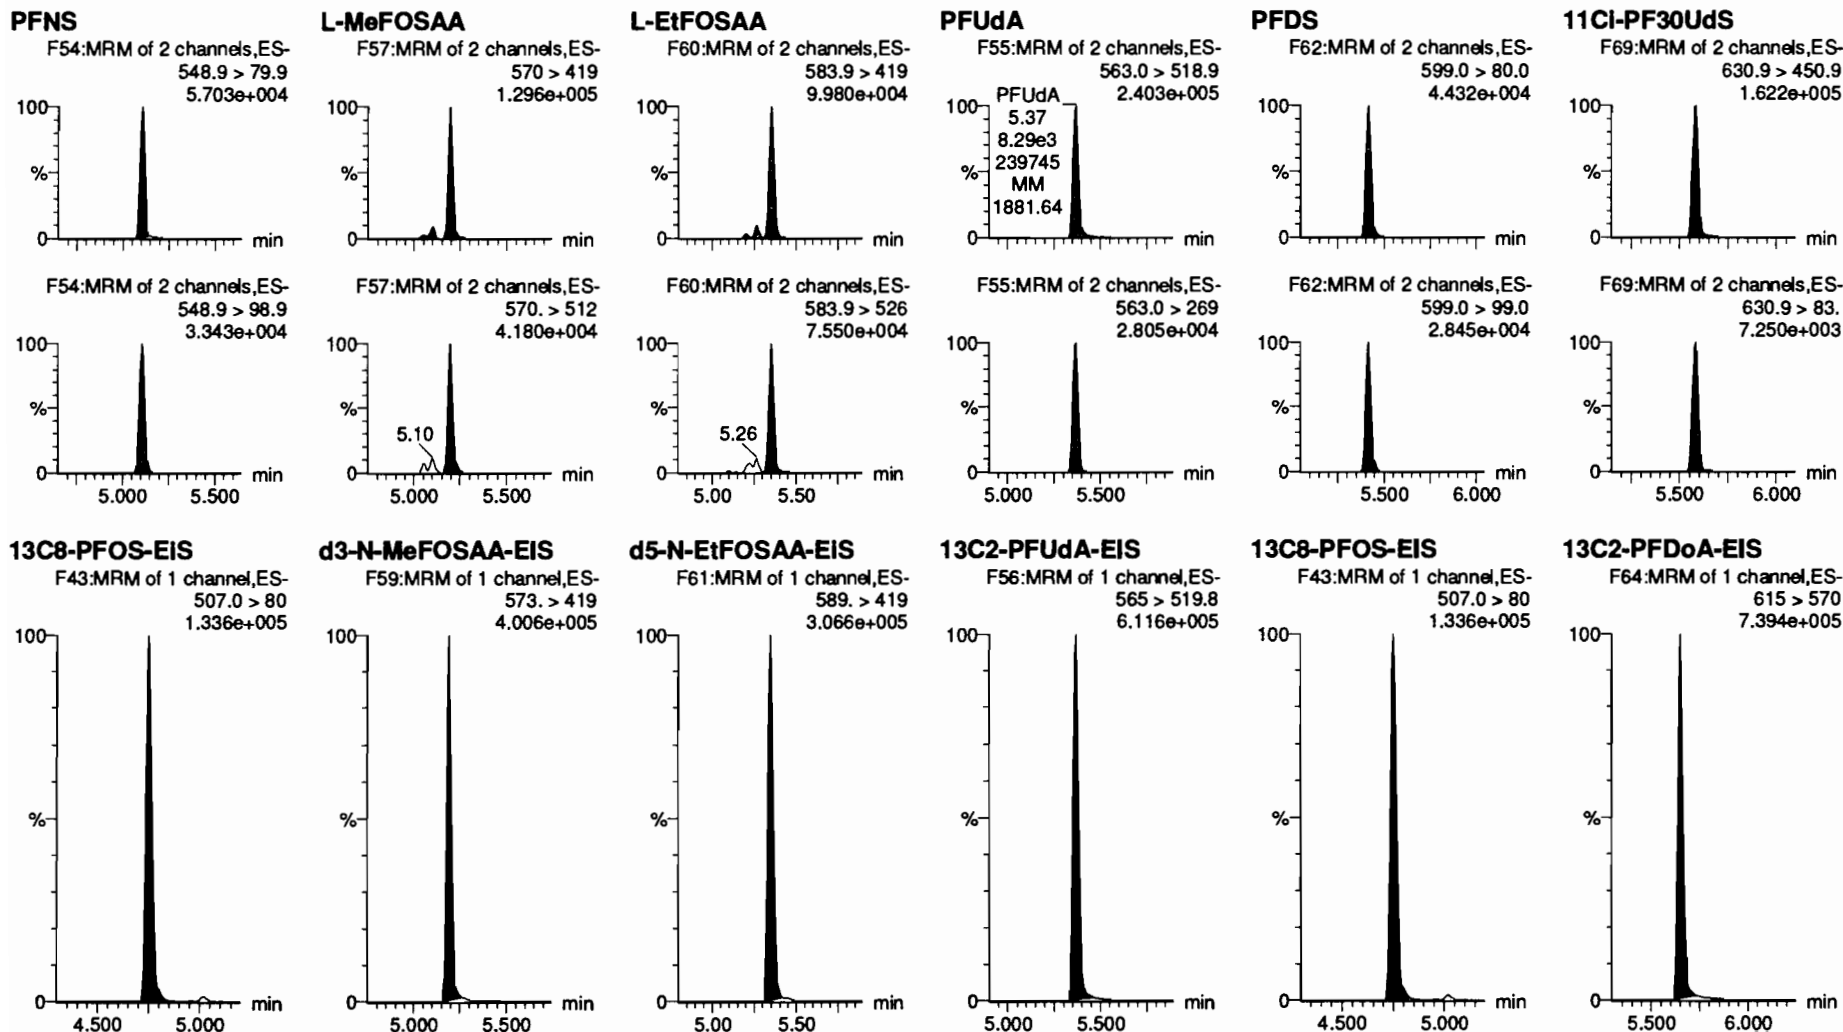 PFNS
F54:MRM of 2 channels,ES-
548.9 > 79.9
5.703e+004
100
%
0
min
F54:MRM of 2 channels,ES-
548.9 > 98.9
3.343e+004
100
%
0
min
5.000 5.500
L-MeFOSAA
F57:MRM of 2 channels,ES-
570 > 419
1.296e+005
100
%
0
min
F57:MRM of 2 channels,ES-
570. > 512
4.180e+004
100
%
5.10
0
min
5.000 5.500
L-EtFOSAA
F60:MRM of 2 channels,ES-
583.9 > 419
9.980e+004
100
%
0
min
F60:MRM of 2 channels,ES-
583.9 > 526
7.550e+004
100
%
5.26
0
min
5.00 5.50
PFUdA
F55:MRM of 2 channels,ES-
563.0 > 518.9
2.403e+005
100
PFUdA
5.37
8.29e3
239745
MM
1881.64
%
0
min
F55:MRM of 2 channels,ES-
563.0 > 269
2.805e+004
100
%
0
min
5.000 5.500
PFDS
F62:MRM of 2 channels,ES-
599.0 > 80.0
4.432e+004
100
%
0
min
F62:MRM of 2 channels,ES-
599.0 > 99.0
2.845e+004
100
%
0
min
5.500 6.000
11Cl-PF30UdS
F69:MRM of 2 channels,ES-
630.9 > 450.9
1.622e+005
100
%
0
min
F69:MRM of 2 channels,ES-
630.9 > 83.
7.250e+003
100
%
0
min
5.500 6.000
13C8-PFOS-EIS
F43:MRM of 1 channel,ES-
507.0 > 80
1.336e+005
100
%
0
min
4.500 5.000
d3-N-MeFOSAA-EIS
F59:MRM of 1 channel,ES-
573. > 419
4.006e+005
100
%
0
min
5.000 5.500
d5-N-EtFOSAA-EIS
F61:MRM of 1 channel,ES-
589. > 419
3.066e+005
100
%
0
min
5.00 5.50
13C2-PFUdA-EIS
F56:MRM of 1 channel,ES-
565 > 519.8
6.116e+005
100
%
0
min
5.000 5.500
13C8-PFOS-EIS
F43:MRM of 1 channel,ES-
507.0 > 80
1.336e+005
100
%
0
min
4.500 5.000
13C2-PFDoA-EIS
F64:MRM of 1 channel,ES-
615 > 570
7.394e+005
100
%
0
min
5.500 6.000